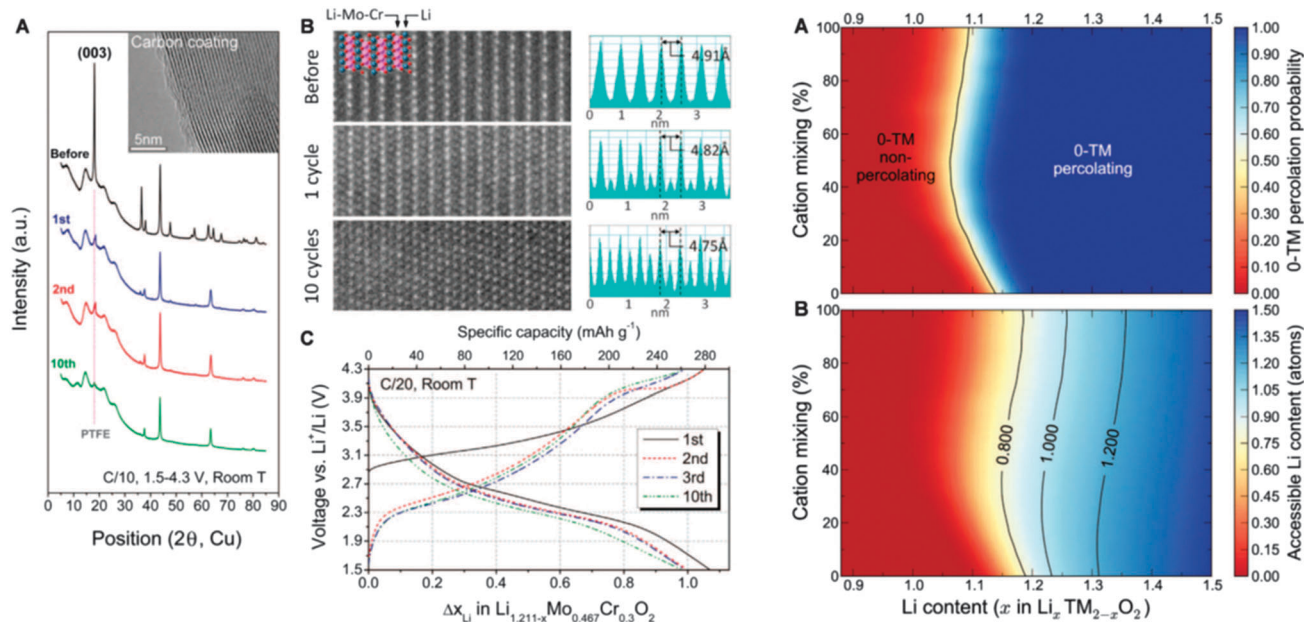 A
Intensity (a.u.)
(003)
Carbon coating
5nm
Before
1st
2nd
10th
PTFE
C/10, 1.5-4.3 V, Room T
0 10 20 30 40 50 60 70 80 90
Position (2θ, Cu)
B
Li-Mo-Cr
Li
Before
1 cycle
10 cycles
4.91Å
0 1 2 3
nm
4.82Å
0 1 2 3
nm
4.75Å
0 1 2 3
nm
C
Specific capacity (mAh g⁻¹)
0 40 80 120 160 200 240 280
Voltage vs. Li⁺/Li (V)
4.3
3.9
3.5
3.1
2.7
2.3
1.9
1.5
C/20, Room T
1st
2nd
3rd
10th
0.0 0.2 0.4 0.6 0.8 1.0
Δx_Li in Li₁.₂₁₁₋ₓMo₀.₄₆₇Cr₀.₃O₂
A
0.9 1.0 1.1 1.2 1.3 1.4 1.5
Cation mixing (%)
100
80
60
40
20
0
0-TM
non-
percolating
0-TM
percolating
1.00
0.90
0.80
0.70
0.60
0.50
0.40
0.30
0.20
0.10
0.00
0-TM percolation probability
B
Cation mixing (%)
100
80
60
40
20
0
0.800
1.000
1.200
1.50
1.35
1.20
1.05
0.90
0.75
0.60
0.45
0.30
0.15
0.00
Accessible Li content (atoms)
0.9 1.0 1.1 1.2 1.3 1.4 1.5
Li content (x in LiₓTM₂₋ₓO₂)